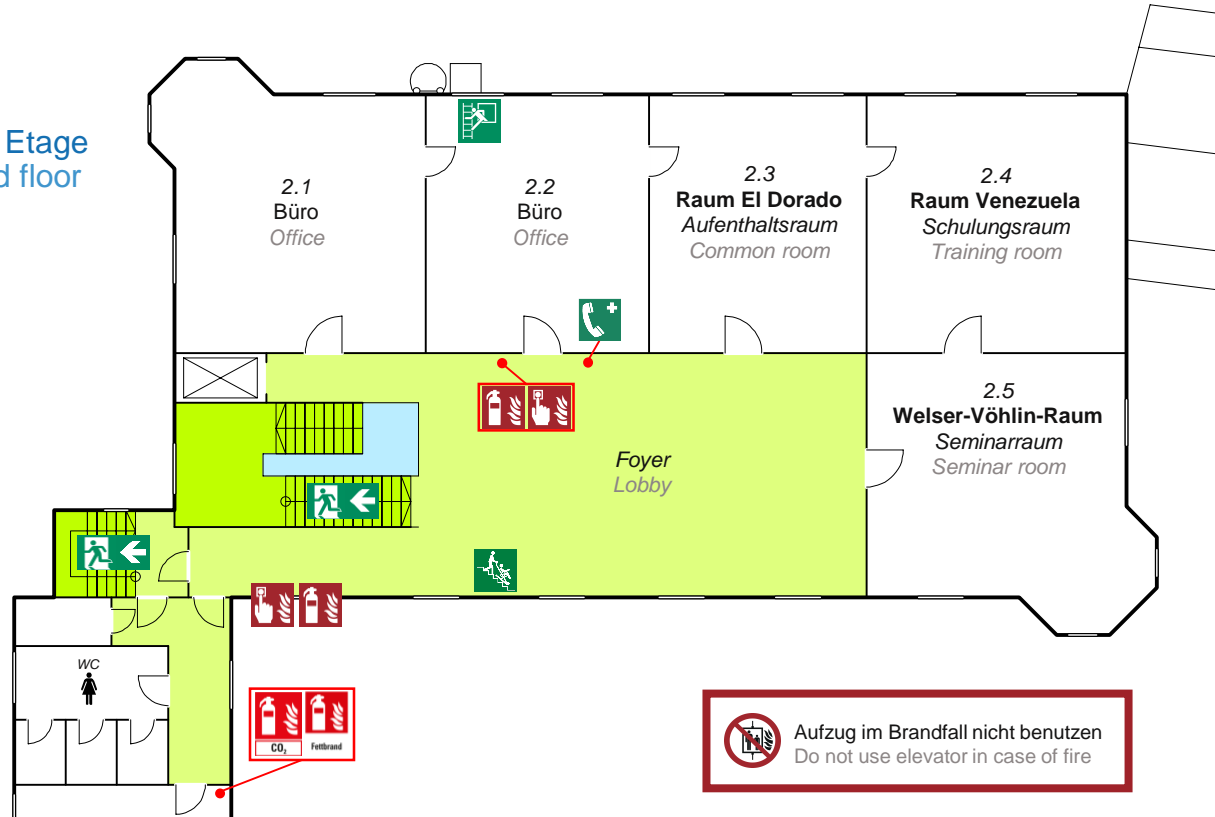 Etage
floor
2.1
Büro
Office
2.2
Büro
Office
2.3
Raum El Dorado
Aufenthaltsraum
Common room
2.4
Raum Venezuela
Schulungsraum
Training room
2.5
Welser-Vöhlin-Raum
Seminarraum
Seminar room
Foyer
Lobby
WC
CO₂
Fettbrand
Aufzug im Brandfall nicht benutzen
Do not use elevator in case of fire